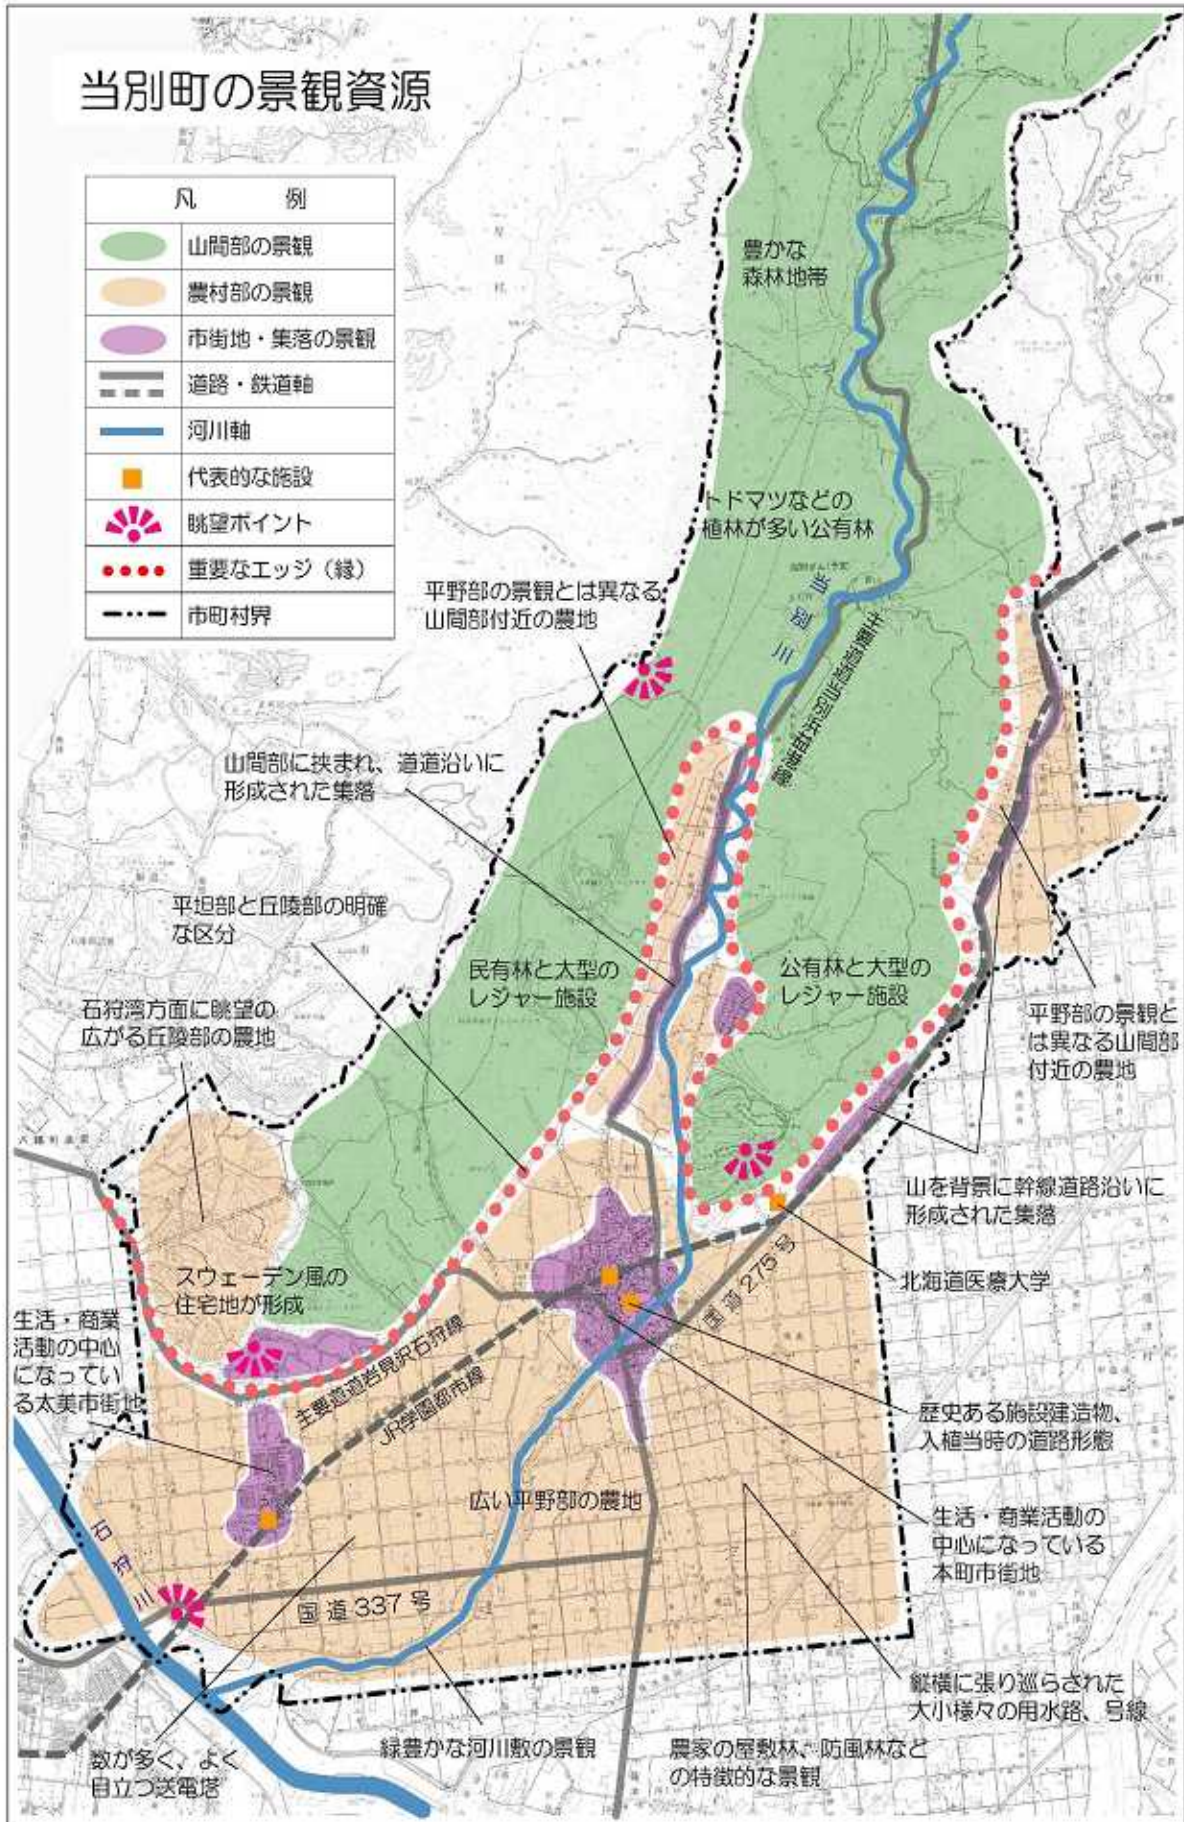 当別町の景観資源
凡 例
山間部の景観
農村部の景観
市街地・集落の景観
道路・鉄道軸
河川軸
代表的な施設
眺望ポイント
重要なエッジ（縁）
市町村界
豊かな
森林地帯
トドマツなどの
植林が多い公有林
平野部の景観とは異なる
山間部付近の農地
当別川
主要道道当別浜益港線
山間部に挟まれ、道道沿いに
形成された集落
平坦部と丘陵部の明確
な区分
民有林と大型の
レジャー施設
公有林と大型の
レジャー施設
石狩湾方面に眺望の
広がる丘陵部の農地
平野部の景観と
は異なる山間部
付近の農地
山を背景に幹線道路沿いに
形成された集落
北海道医療大学
国道275号
スウェーデン風の
住宅地が形成
生活・商業
活動の中心
になってい
る太美市街地
主要道道岩見沢石狩線
JR学園都市線
歴史ある施設建造物、
入植当時の道路形態
広い平野部の農地
生活・商業活動の
中心になっている
本町市街地
石狩川
国道337号
縦横に張り巡らされた
大小様々の用水路、号線
数が多く、よく
目立つ送電塔
緑豊かな河川敷の景観
農家の屋敷林、防風林など
の特徴的な景観